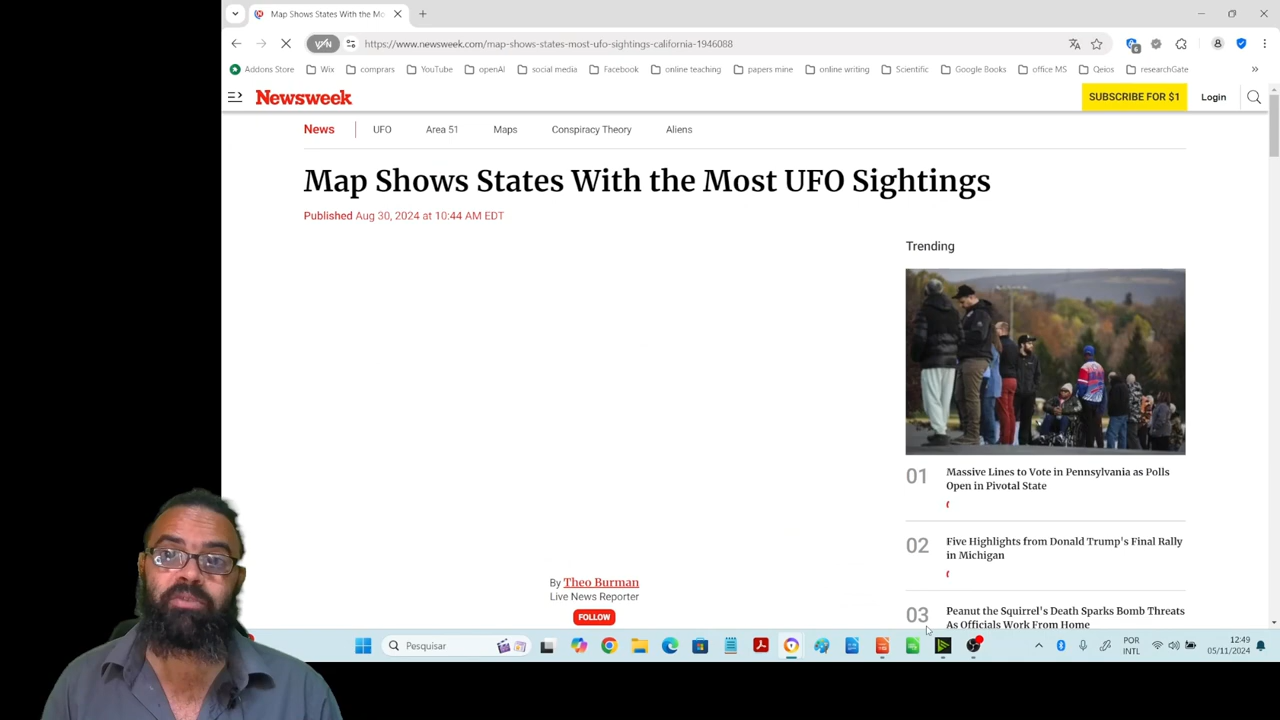 Map Shows States With the Mo
https://www.newsweek.com/map-shows-states-most-ufo-sightings-california-1946088
Addons Store
Wix
comprars
YouTube
openAI
social media
Facebook
online teaching
papers mine
online writing
Scientific
Google Books
office MS
Qeios
researchGate
Newsweek
SUBSCRIBE FOR $1
Login
News
UFO
Area 51
Maps
Conspiracy Theory
Aliens
Map Shows States With the Most UFO Sightings
Published Aug 30, 2024 at 10:44 AM EDT
Trending
01
Massive Lines to Vote in Pennsylvania as Polls
Open in Pivotal State
02
Five Highlights from Donald Trump's Final Rally
in Michigan
By Theo Burman
Live News Reporter
FOLLOW
03
Peanut the Squirrel's Death Sparks Bomb Threats
As Officials Work From Home
Pesquisar
POR
INTL
12:49
05/11/2024